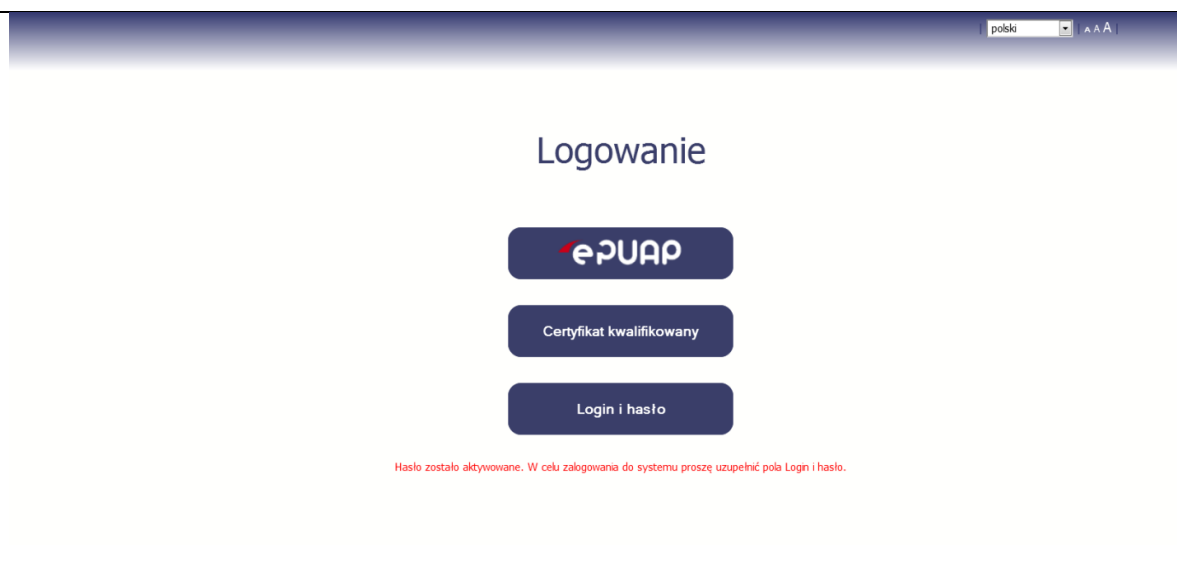 polski
A A A
Logowanie
ePUAP
Certyfikat kwalifikowany
Login i hasło
Hasło zostało aktywowane. W celu zalogowania do systemu proszę uzupełnić pola Login i hasło.